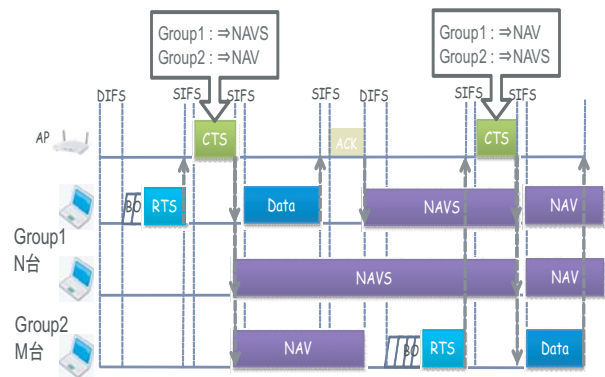 Group1 : ⇒NAVS
Group2 : ⇒NAV
Group1 : ⇒NAV
Group2 : ⇒NAVS
DIFS SIFS SIFS SIFS DIFS SIFS SIFS
AP CTS ACK CTS
BO RTS Data NAVS NAV
Group1
N台
NAVS NAV
Group2
M台
NAV BO RTS Data